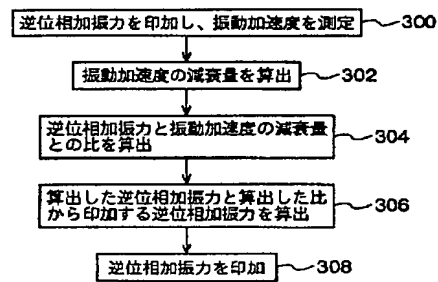 逆位相加振力を印加し、振動加速度を測定 300
振動加速度の減衰量を算出 302
逆位相加振力と振動加速度の減衰量
との比を算出 304
算出した逆位相加振力と算出した比
から印加する逆位相加振力を算出 306
逆位相加振力を印加 308